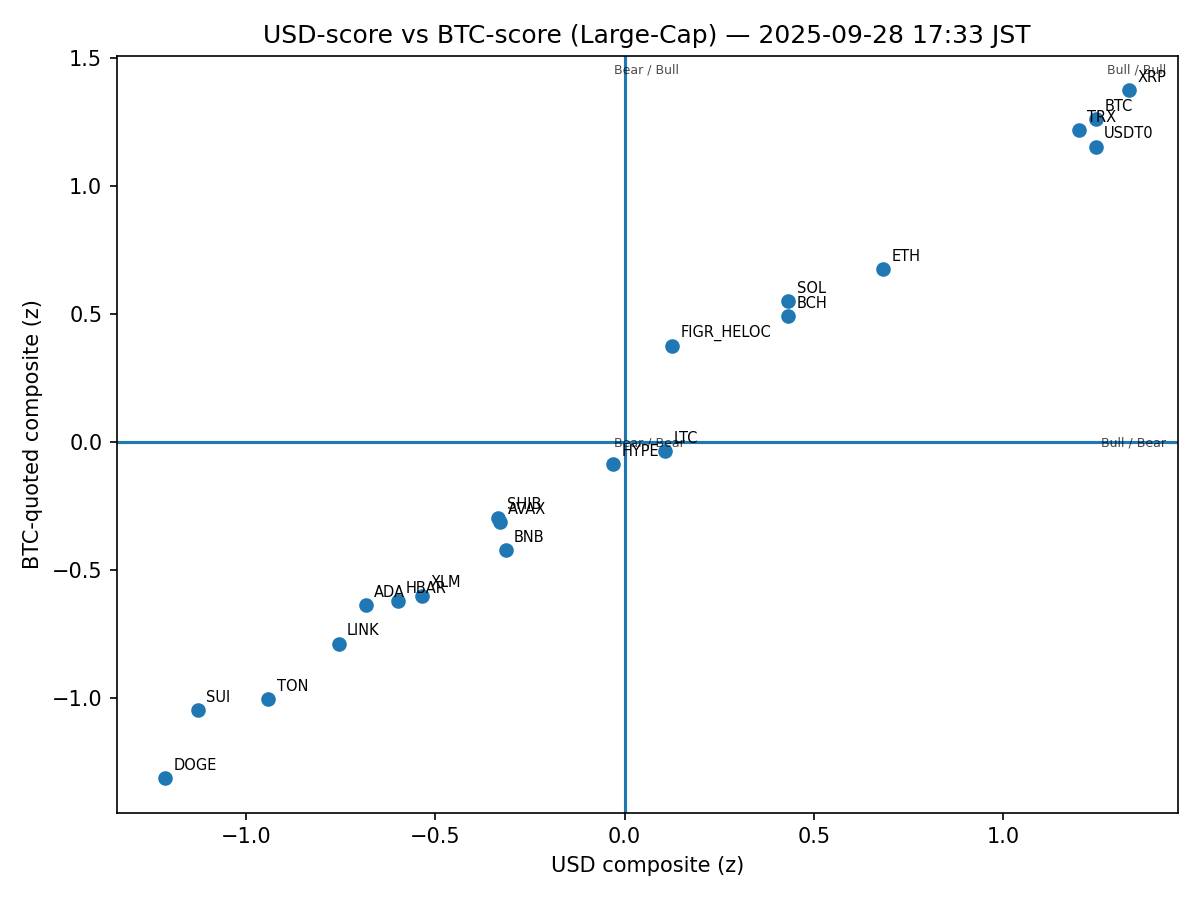 USD-score vs BTC-score (Large-Cap) — 2025-09-28 17:33 JST
Bear / Bull
Bull / Bull
XRP
BTC
TRX
USDT0
ETH
SOL
BCH
FIGR_HELOC
LTC
Bear / Bear
Bull / Bear
HYPE
SHIB
AVAX
BNB
XLM
HBAR
ADA
LINK
TON
SUI
DOGE
1.5
1.0
0.5
0.0
−0.5
−1.0
BTC-quoted composite (z)
−1.0
−0.5
0.0
0.5
1.0
USD composite (z)